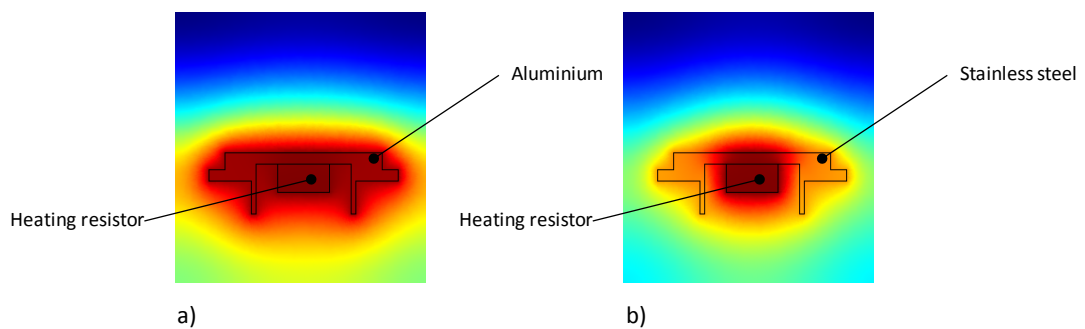 Aluminium
Stainless steel
Heating resistor
Heating resistor
a)
b)